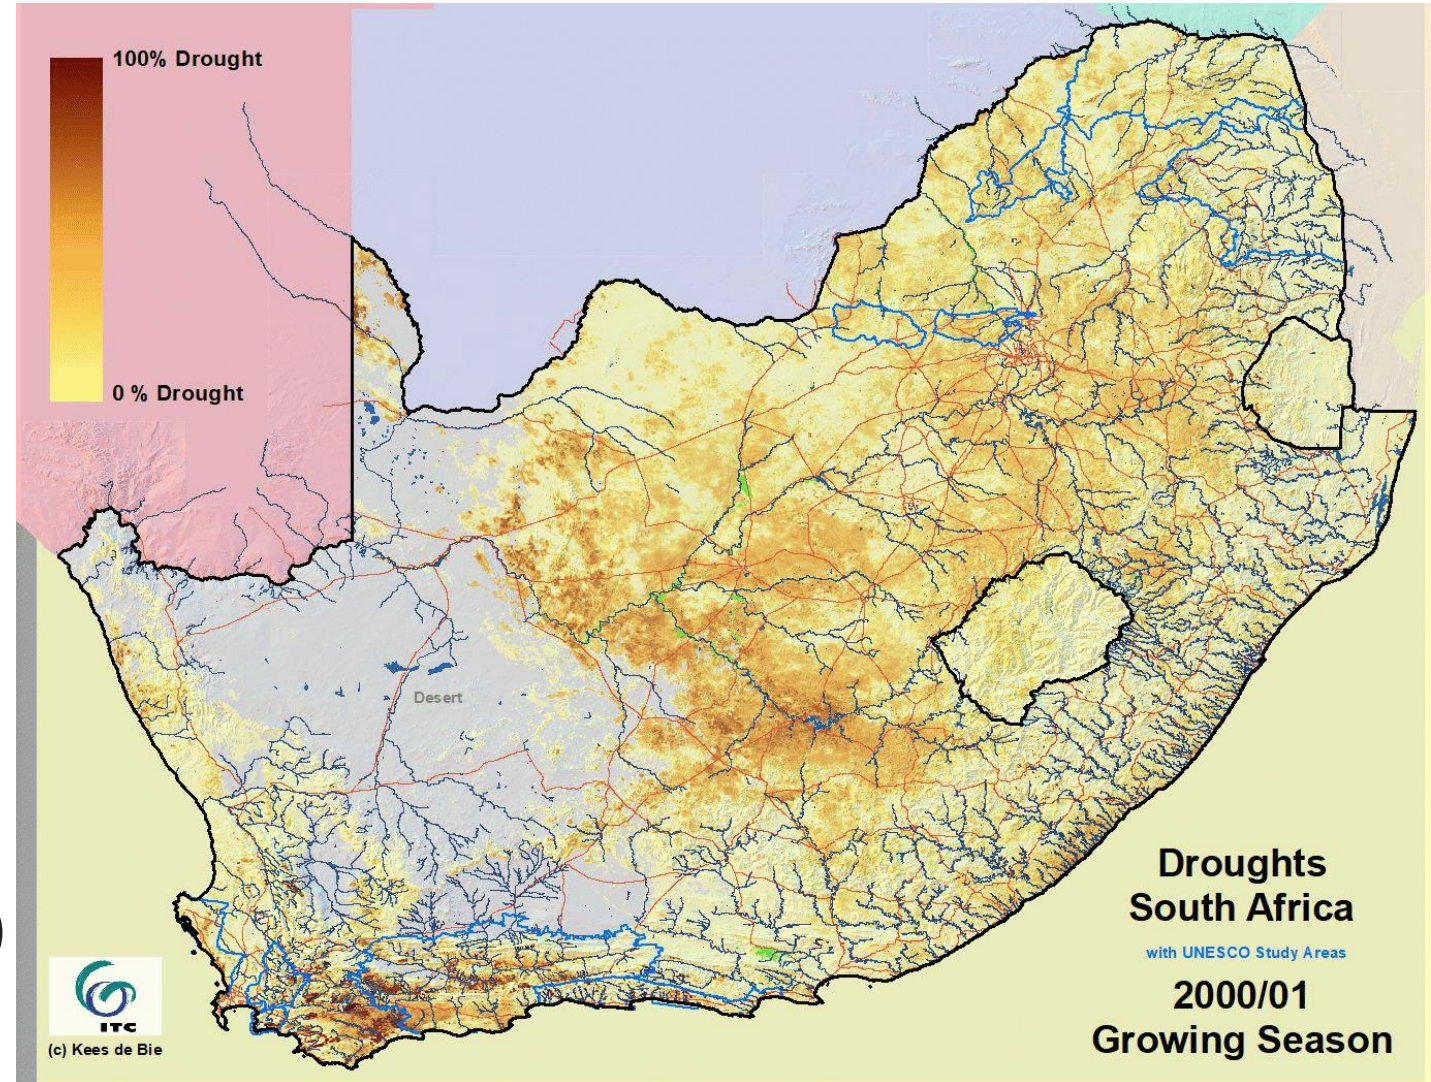 100% Drought
0 % Drought
Desert
Droughts
South Africa
with UNESCO Study Areas
2000/01
Growing Season
ITC
(c) Kees de Bie
)